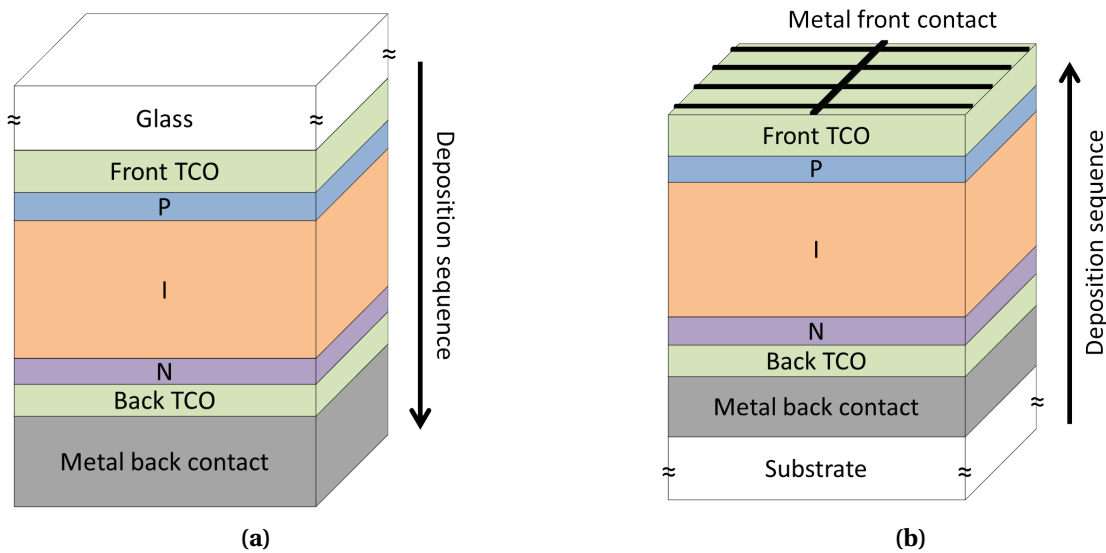 Glass
Front TCO
P
I
N
Back TCO
Metal back contact
Deposition sequence
(a)
Metal front contact
Front TCO
P
I
N
Back TCO
Metal back contact
Substrate
Deposition sequence
(b)